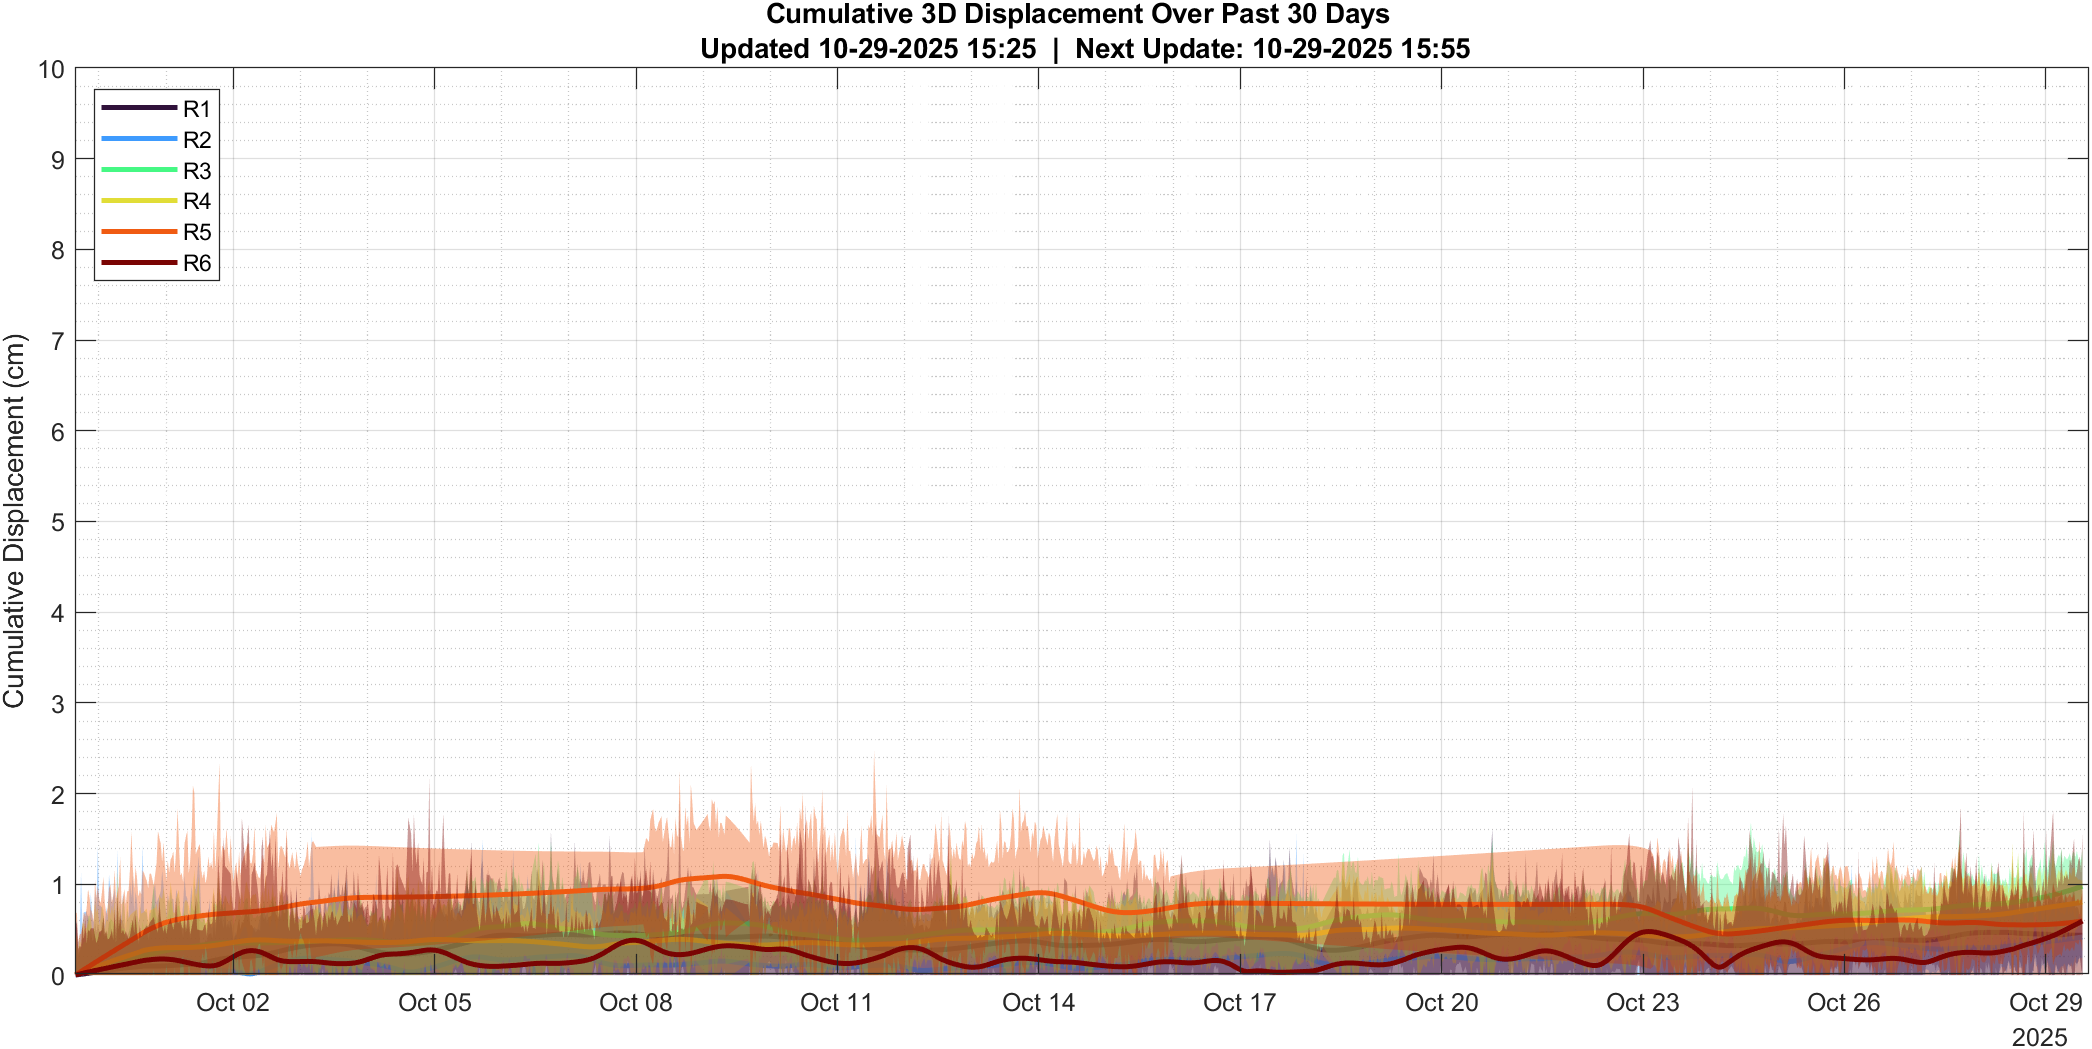 Cumulative 3D Displacement Over Past 30 Days
Updated 10-29-2025 15:25 | Next Update: 10-29-2025 15:55
Cumulative Displacement (cm)
10
9
8
7
6
5
4
3
2
1
0
R1
R2
R3
R4
R5
R6
Oct 02
Oct 05
Oct 08
Oct 11
Oct 14
Oct 17
Oct 20
Oct 23
Oct 26
Oct 29
2025